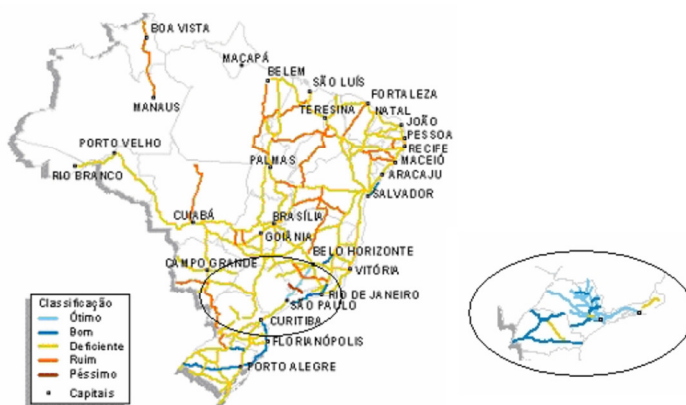 BOA VISTA
MACAPÁ
BELEM
SÃO LUÍS
MANAUS
FORTALEZA
TERESINA
NATAL
JOÃO
PESSOA
PORTO VELHO
RECIFE
PALMAS
MACEIÓ
RIO BRANCO
ARACAJU
SALVADOR
CUIABÁ
BRASÍLIA
GOIÂNIA
BELO HORIZONTE
CAMPO GRANDE
VITÓRIA
RIO DE JANEIRO
SÃO PAULO
CURITIBA
FLORIANÓPOLIS
PORTO ALEGRE
Classificação
Ótimo
Bom
Deficiente
Ruim
Péssimo
Capitais